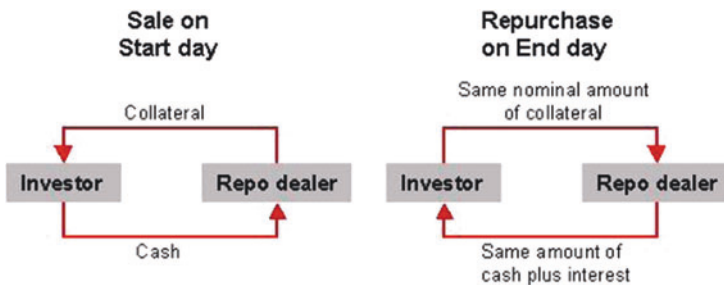 Sale on
Start day
Collateral
Investor
Repo dealer
Cash
Repurchase
on End day
Same nominal amount
of collateral
Investor
Repo dealer
Same amount of
cash plus interest